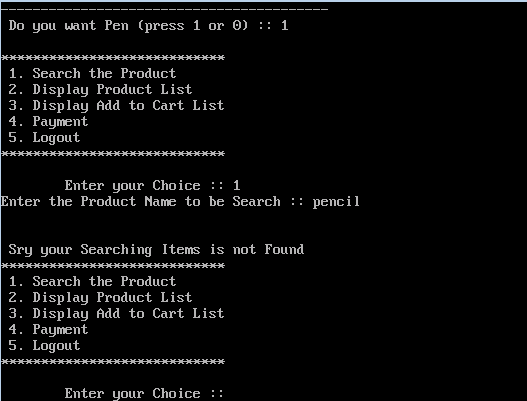 ----------------------------------------
Do you want Pen (press 1 or 0) :: 1
****************************
1. Search the Product
2. Display Product List
3. Display Add to Cart List
4. Payment
5. Logout
****************************
Enter your Choice :: 1
Enter the Product Name to be Search :: pencil
Sry your Searching Items is not Found
****************************
1. Search the Product
2. Display Product List
3. Display Add to Cart List
4. Payment
5. Logout
****************************
Enter your Choice ::